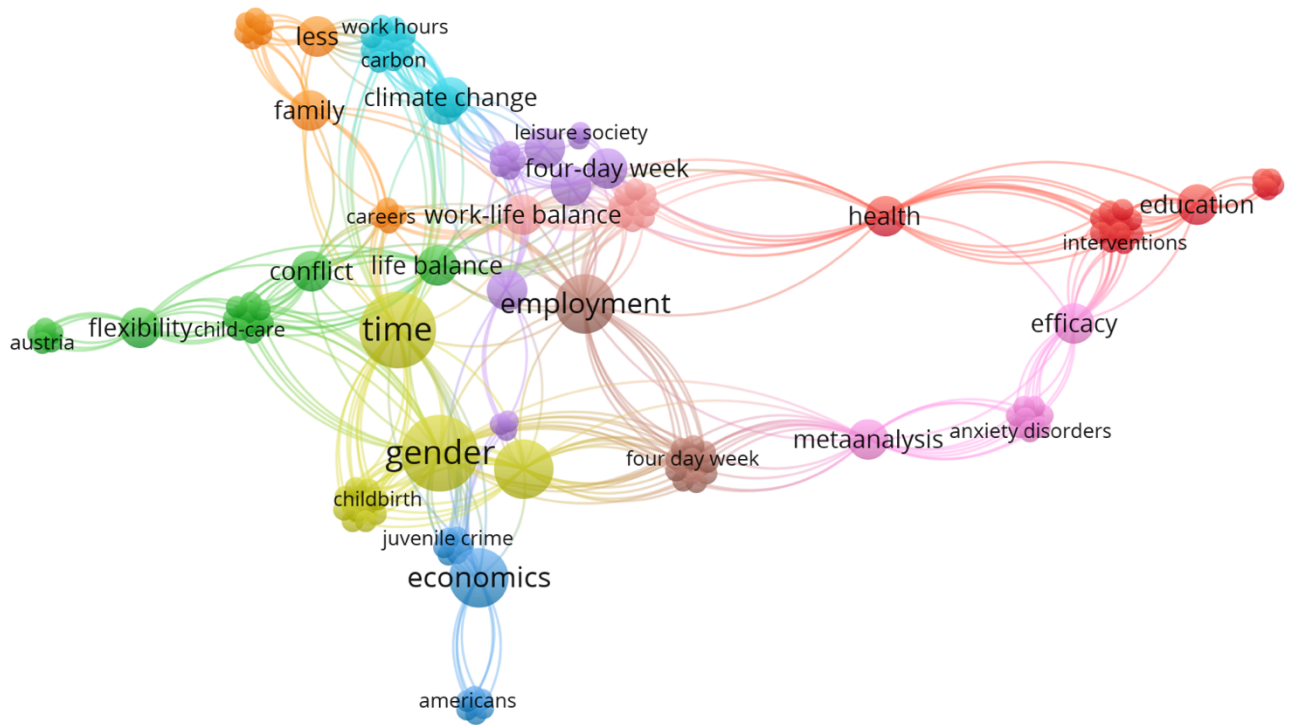 less
work hours
carbon
climate change
family
leisure society
four-day week
careers
work-life balance
health
education
interventions
conflict
life balance
employment
time
flexibility
child-care
austria
efficacy
gender
metaanalysis
anxiety disorders
four day week
childbirth
juvenile crime
economics
americans